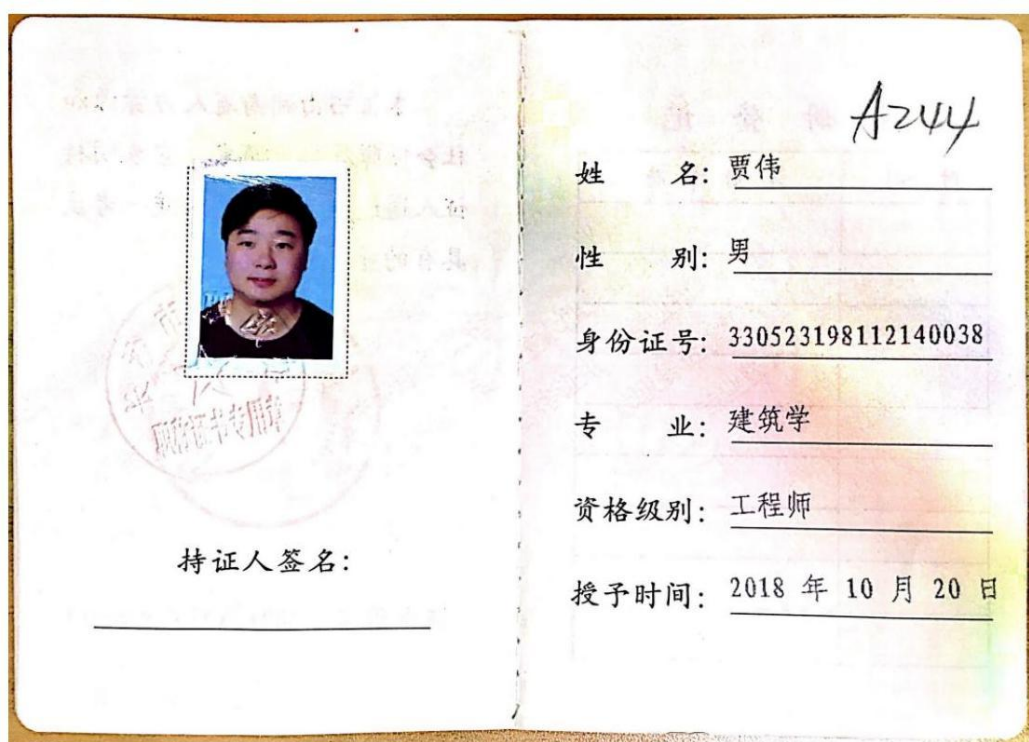 A244
姓 名: 贾伟
性 别: 男
身份证号: 330523198112140038
专 业: 建筑学
资格级别: 工程师
授予时间: 2018 年 10 月 20 日
持证人签名: